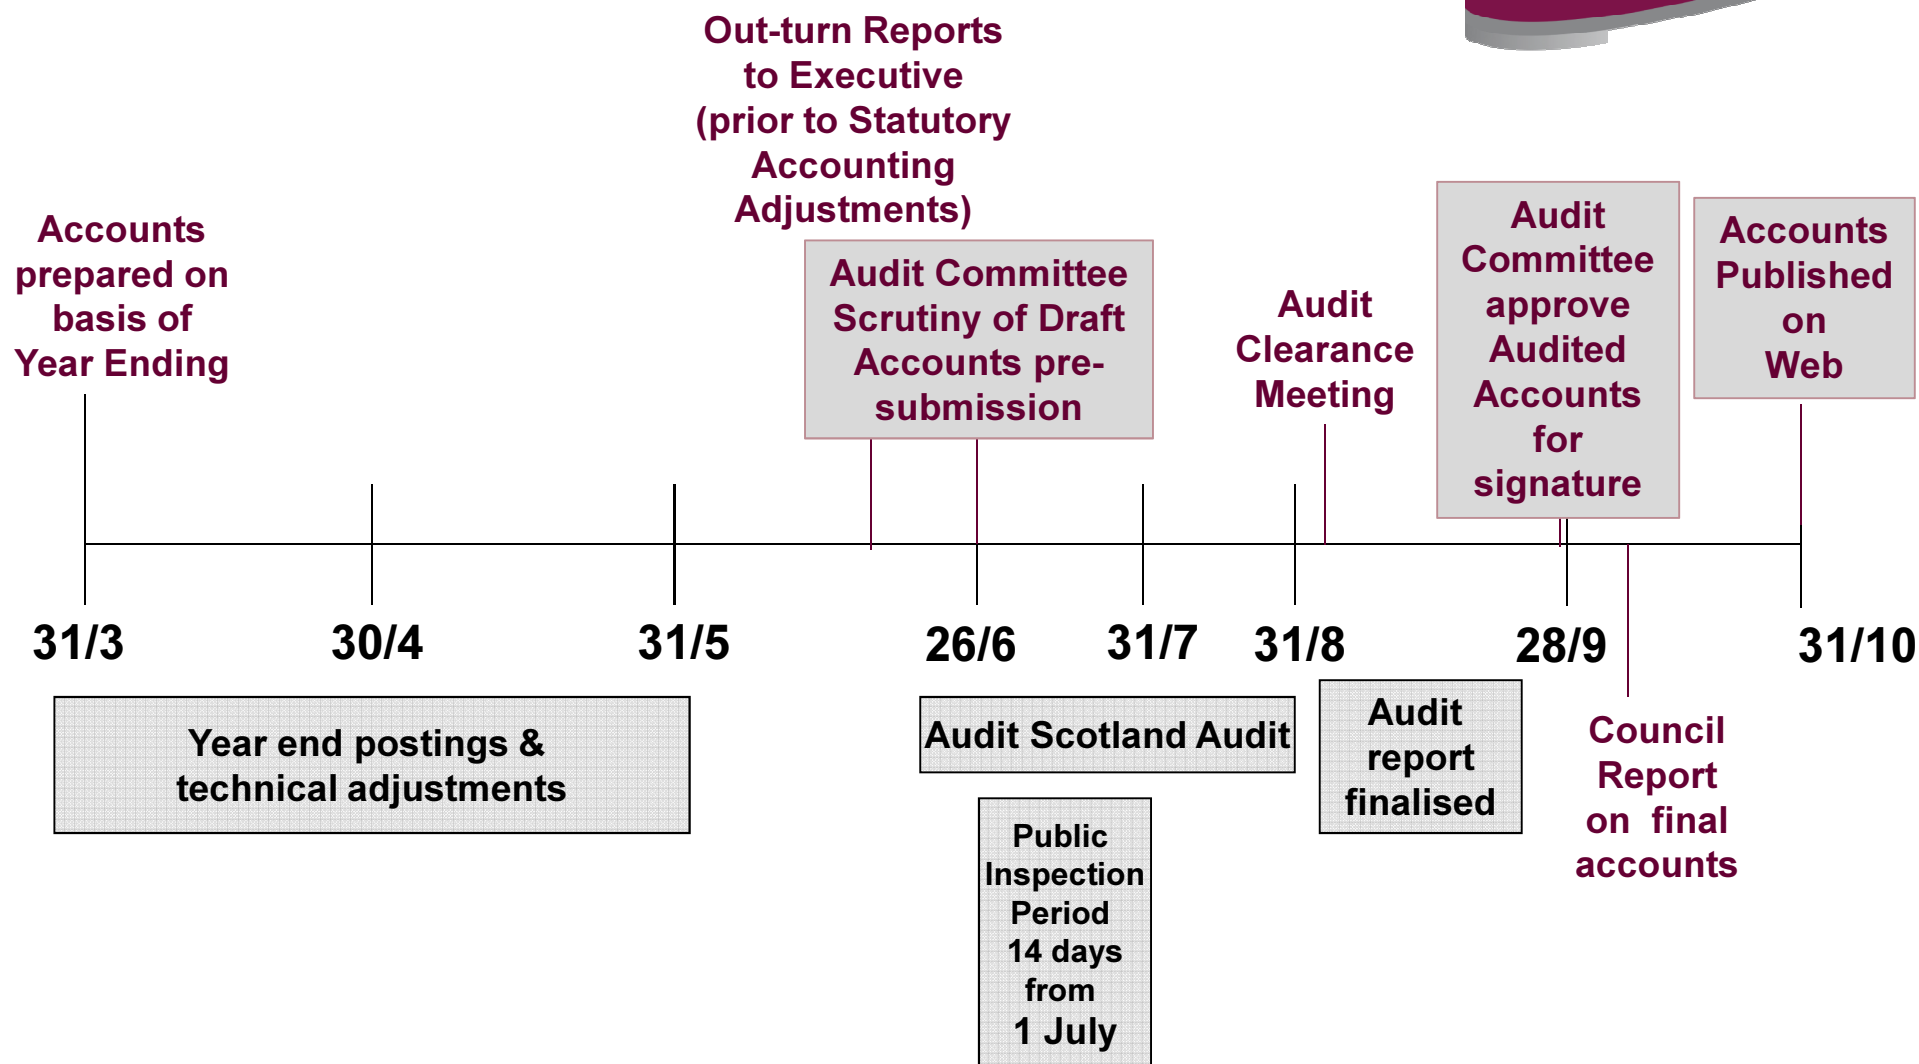 Out-turn Reports
to Executive
(prior to Statutory
Accounting
Adjustments)
Accounts
prepared on
basis of
Year Ending
Audit Committee
Scrutiny of Draft
Accounts pre-
submission
Audit
Clearance
Meeting
Audit
Committee
approve
Audited
Accounts
for
signature
Accounts
Published
on
Web
31/3
30/4
31/5
26/6
31/7
31/8
28/9
31/10
Year end postings &
technical adjustments
Audit Scotland Audit
Public
Inspection
Period
14 days
from
1 July
Audit
report
finalised
Council
Report
on final
accounts